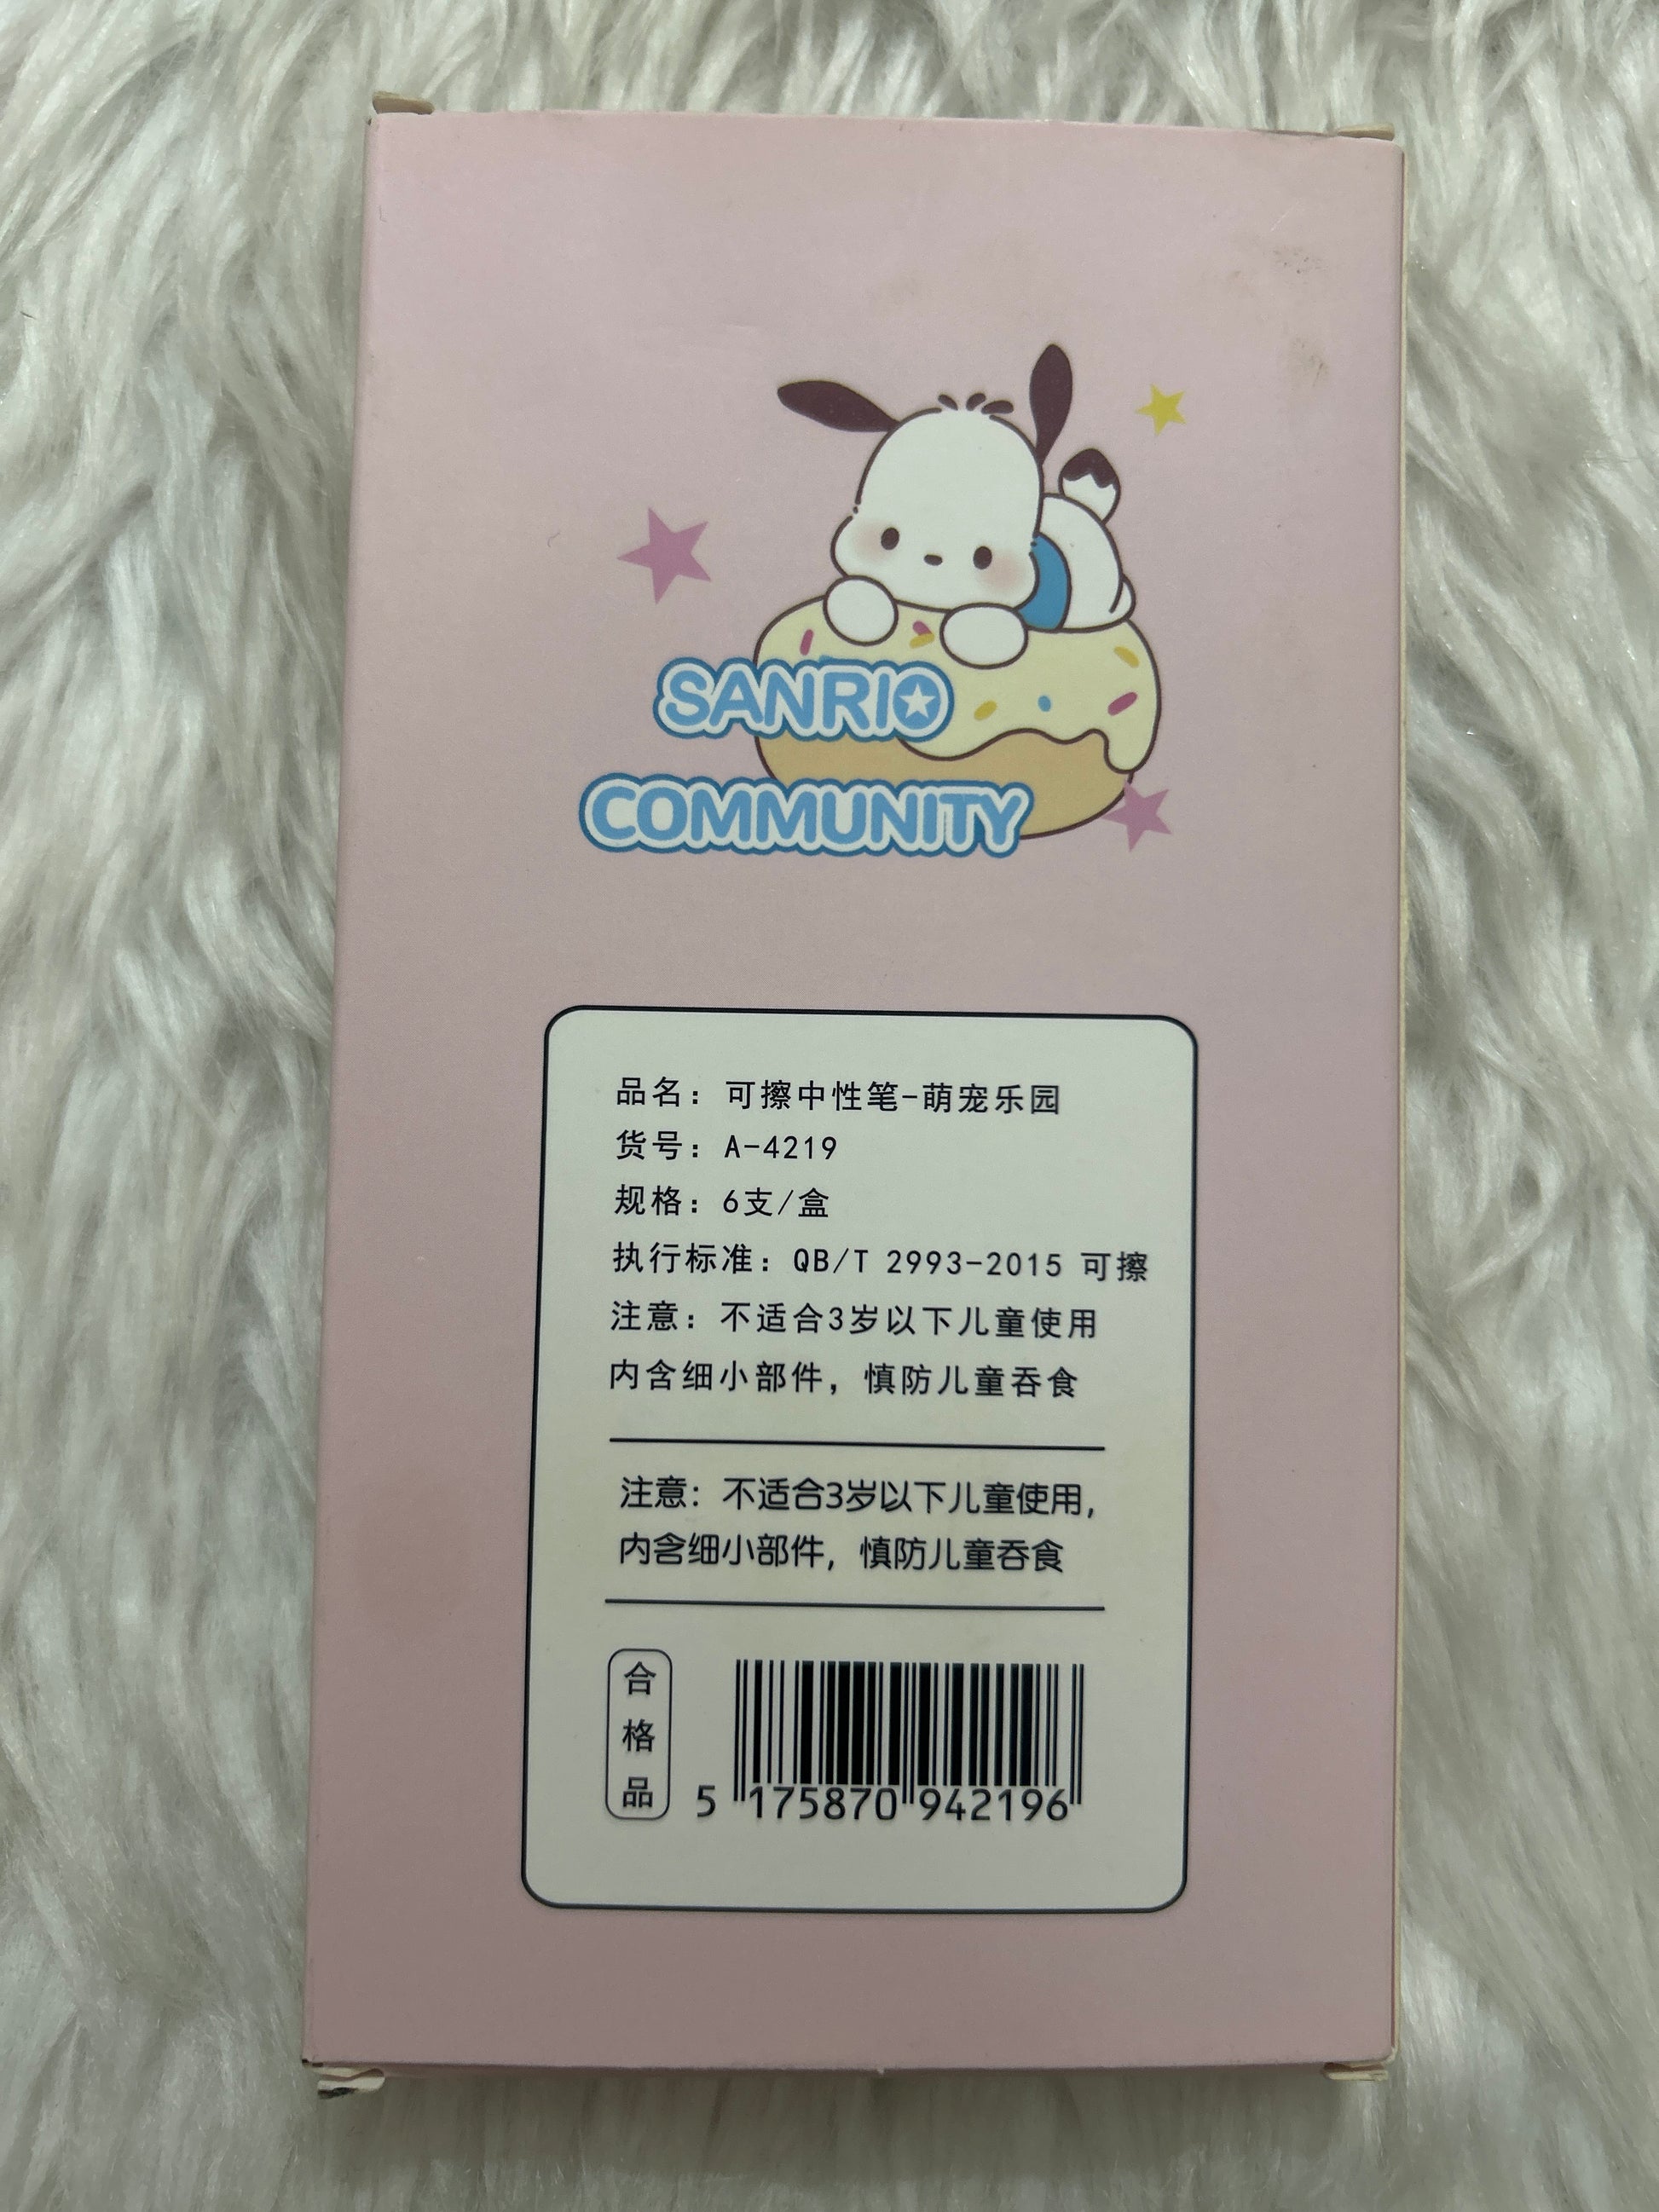 SANRIO
COMMUNITY
品名：可擦中性笔-萌宠乐园
货号：A-4219
规格：6支/盒
执行标准：QB/T 2993-2015 可擦
注意：不适合3岁以下儿童使用
内含细小部件，慎防儿童吞食
注意：不适合3岁以下儿童使用，
内含细小部件，慎防儿童吞食
合格品
5 175870 942196